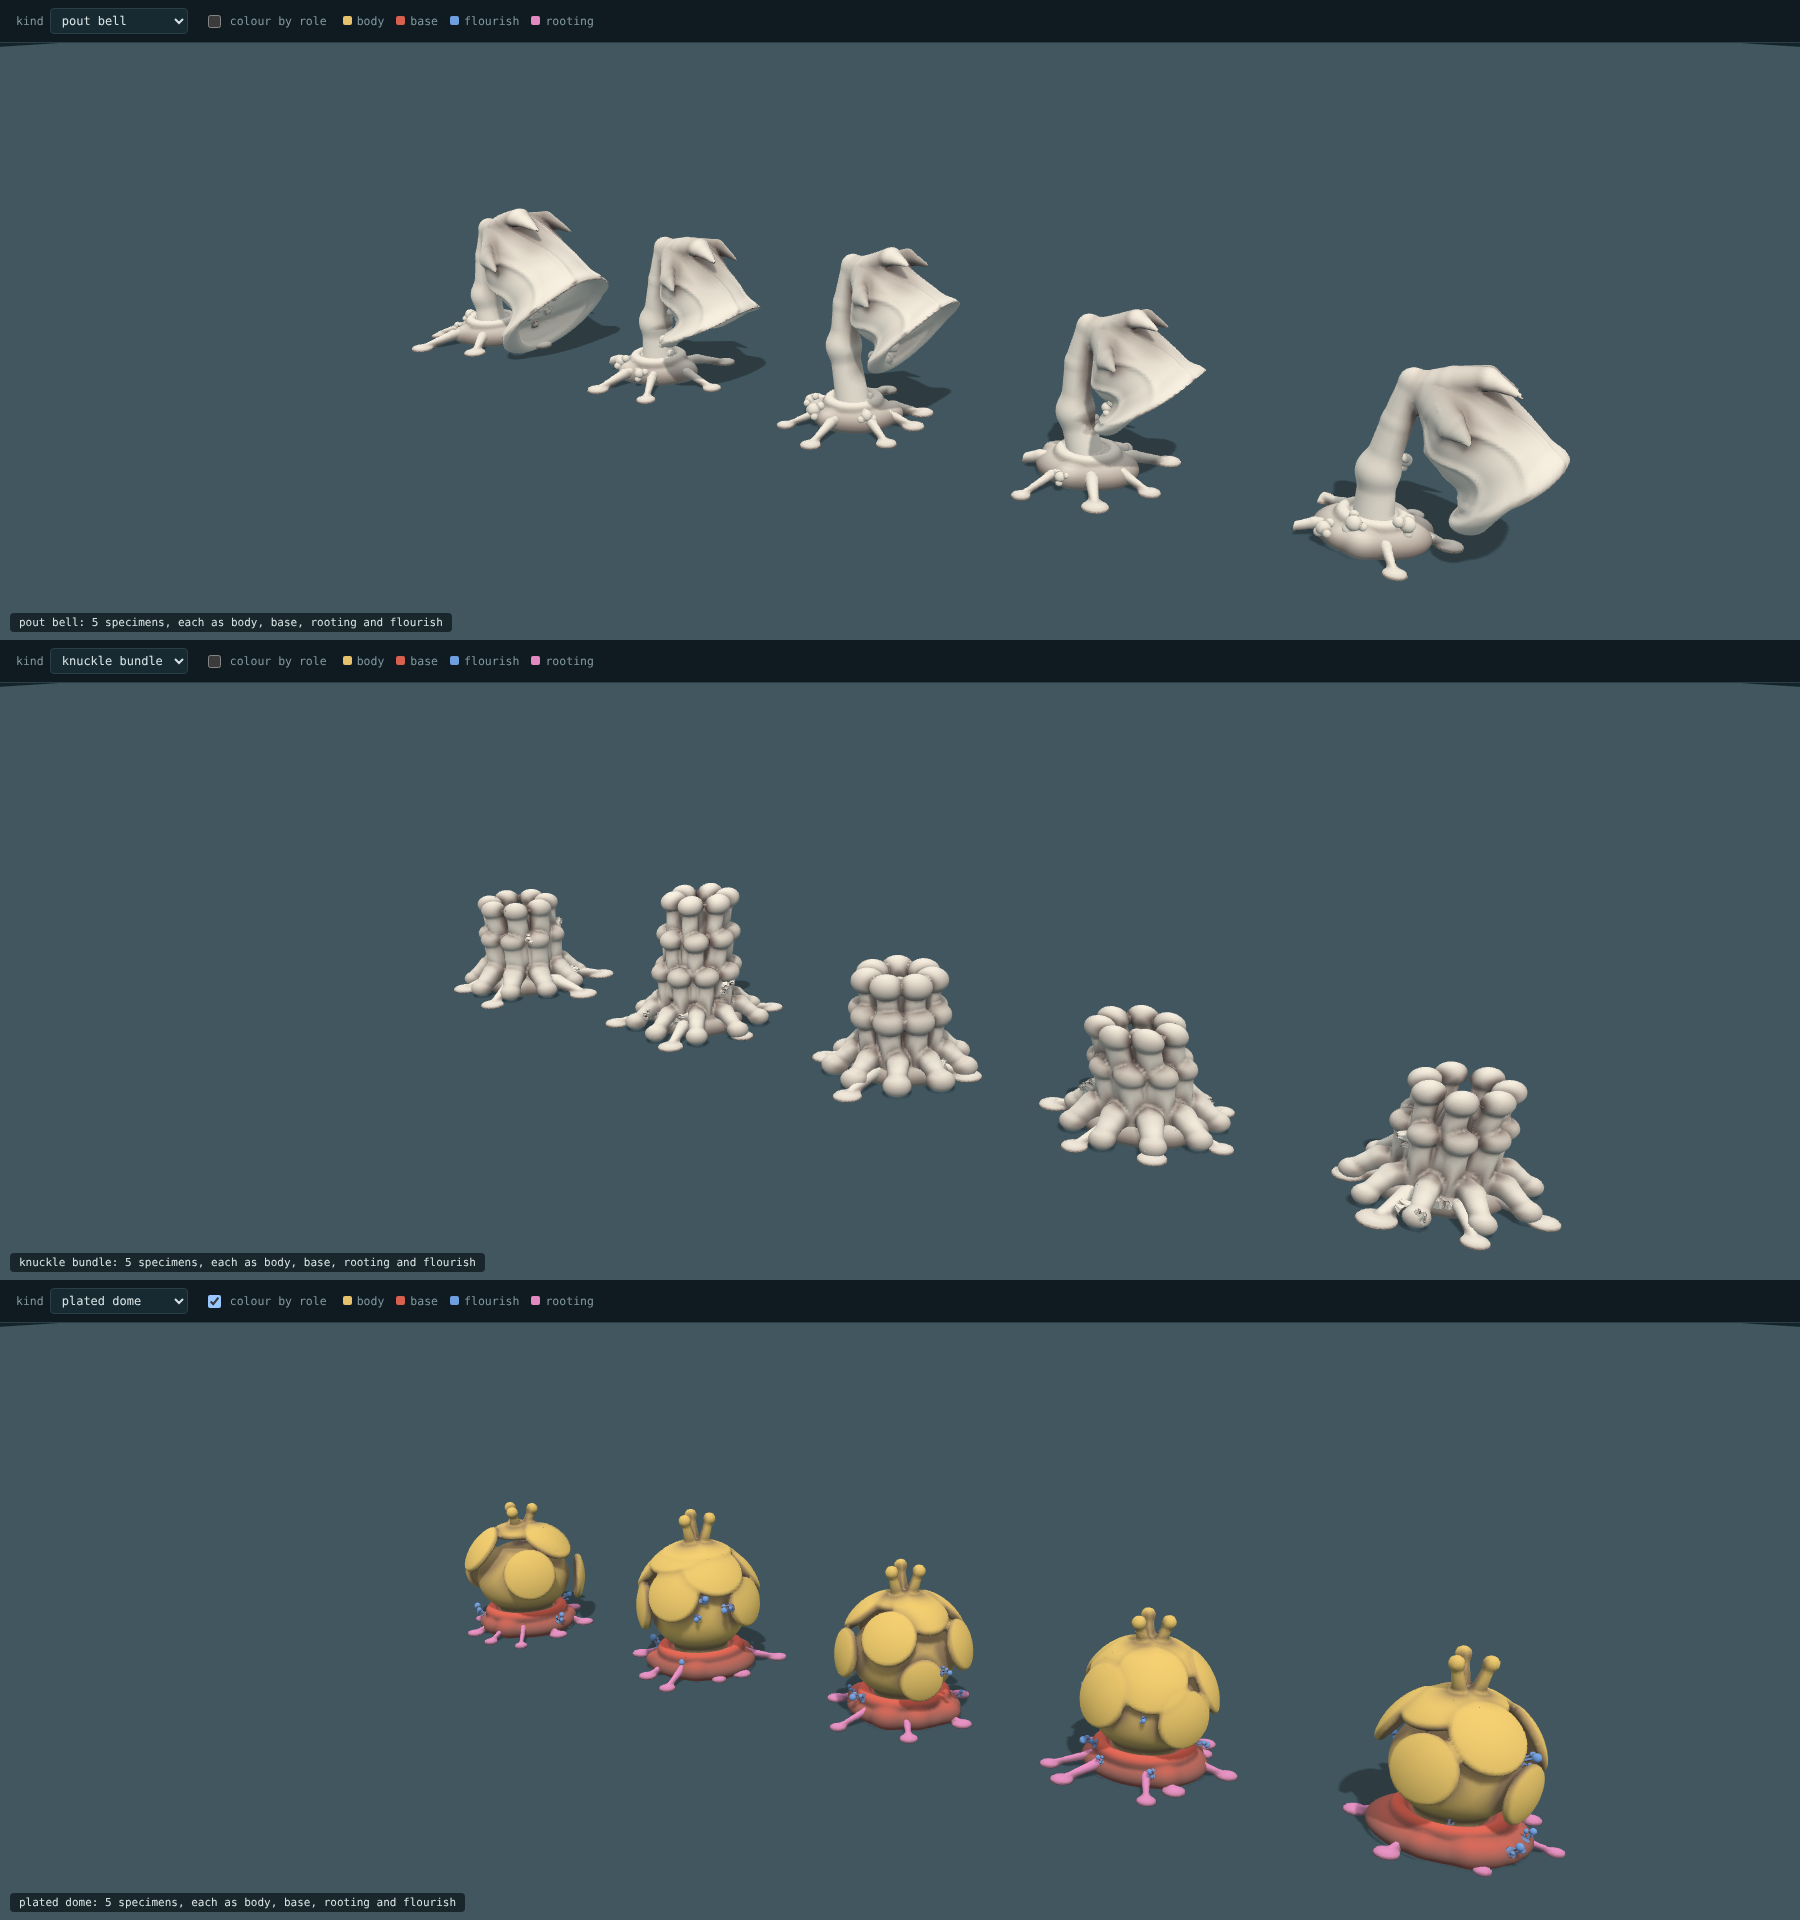 kind pout bell colour by role body base flourish rooting
pout bell: 5 specimens, each as body, base, rooting and flourish
kind knuckle bundle colour by role body base flourish rooting
knuckle bundle: 5 specimens, each as body, base, rooting and flourish
kind plated dome colour by role body base flourish rooting
plated dome: 5 specimens, each as body, base, rooting and flourish